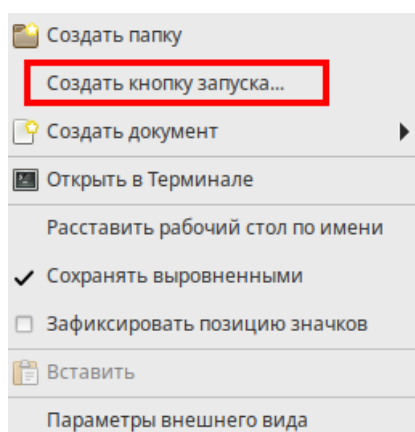 Создать папку
Создать кнопку запуска...
Создать документ
Открыть в Терминале
Расставить рабочий стол по имени
Сохранять выровненными
Зафиксировать позицию значков
Вставить
Параметры внешнего вида